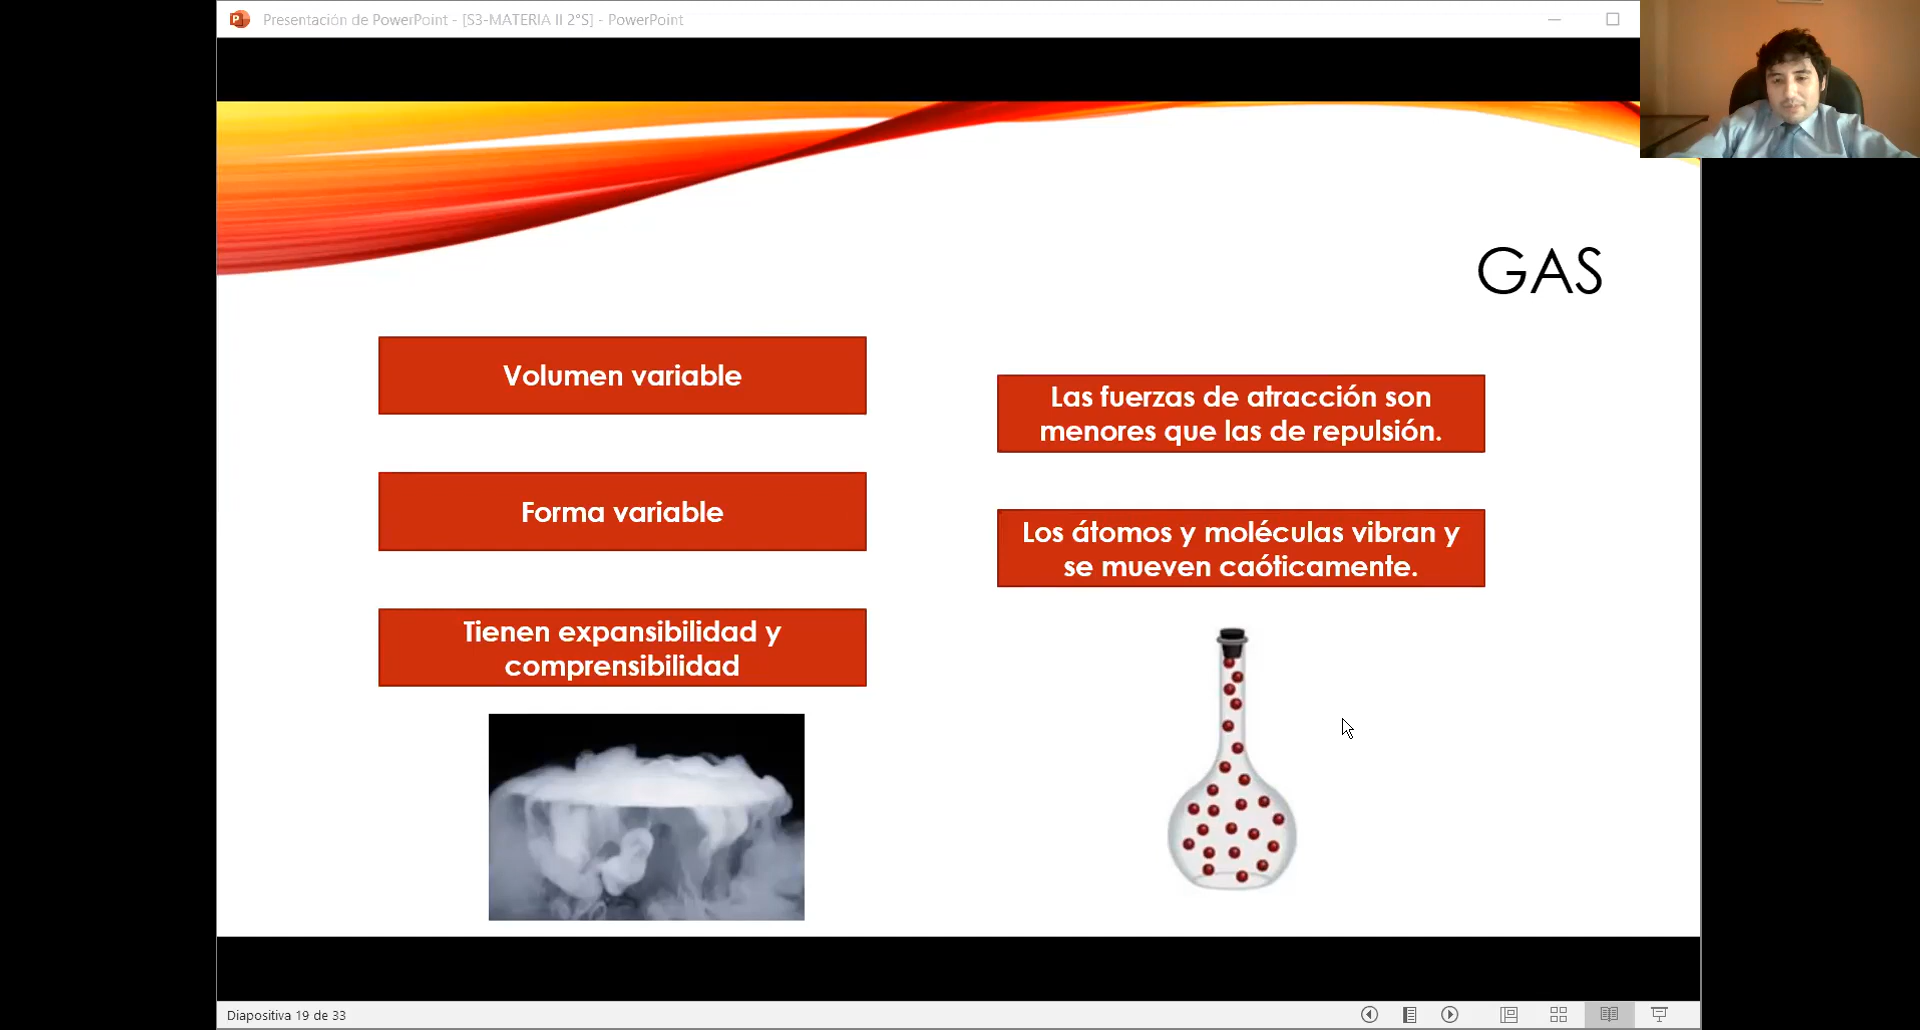 Presentación de PowerPoint - [S3-MATERIA II 2°S] - PowerPoint
GAS
Volumen variable
Forma variable
Tienen expansibilidad y
comprensibilidad
Las fuerzas de atracción son
menores que las de repulsión.
Los átomos y moléculas vibran y
se mueven caóticamente.
Diapositiva 19 de 33